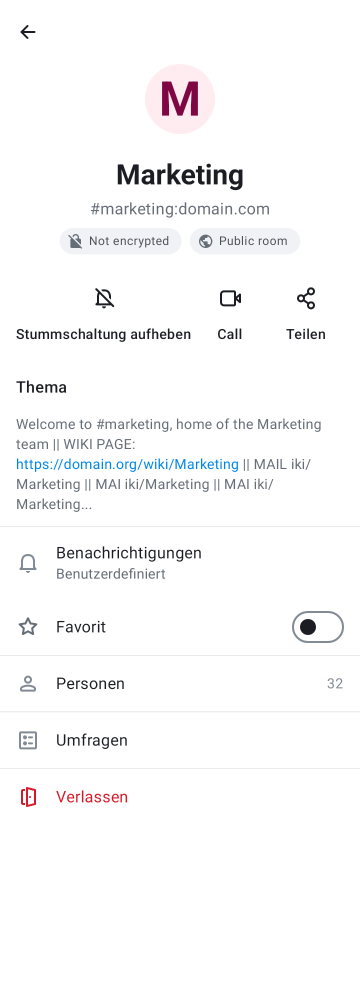 M
Marketing
#marketing:domain.com
Not encrypted
Public room
Stummschaltung aufheben
Call
Teilen
Thema
Welcome to #marketing, home of the Marketing
team || WIKI PAGE:
https://domain.org/wiki/Marketing || MAIL iki/
Marketing || MAI iki/Marketing || MAI iki/
Marketing...
Benachrichtigungen
Benutzerdefiniert
Favorit
Personen 32
Umfragen
Verlassen